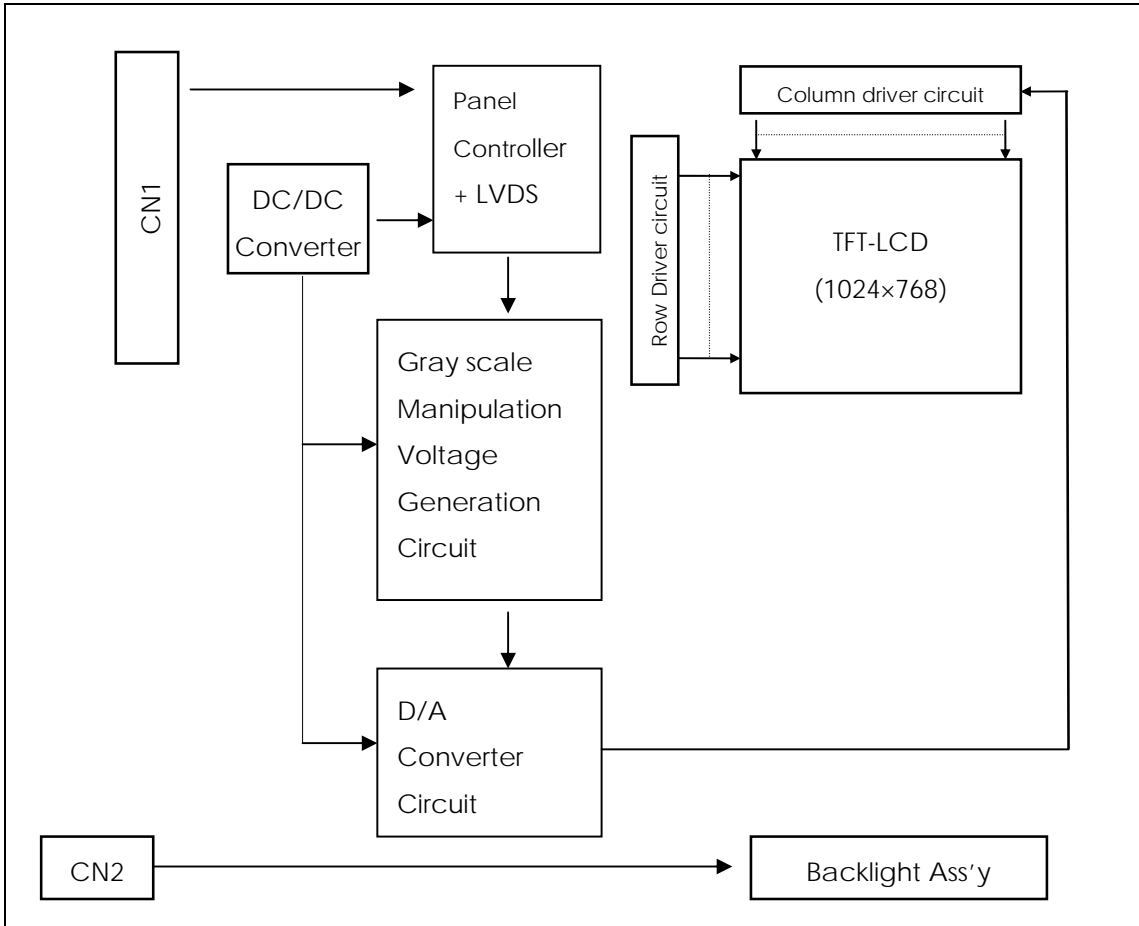 CN1
Panel
Controller
+ LVDS
DC/DC
Converter
Gray scale
Manipulation
Voltage
Generation
Circuit
D/A
Converter
Circuit
Column driver circuit
Row Driver circuit
TFT-LCD
(1024×768)
CN2
Backlight Ass'y